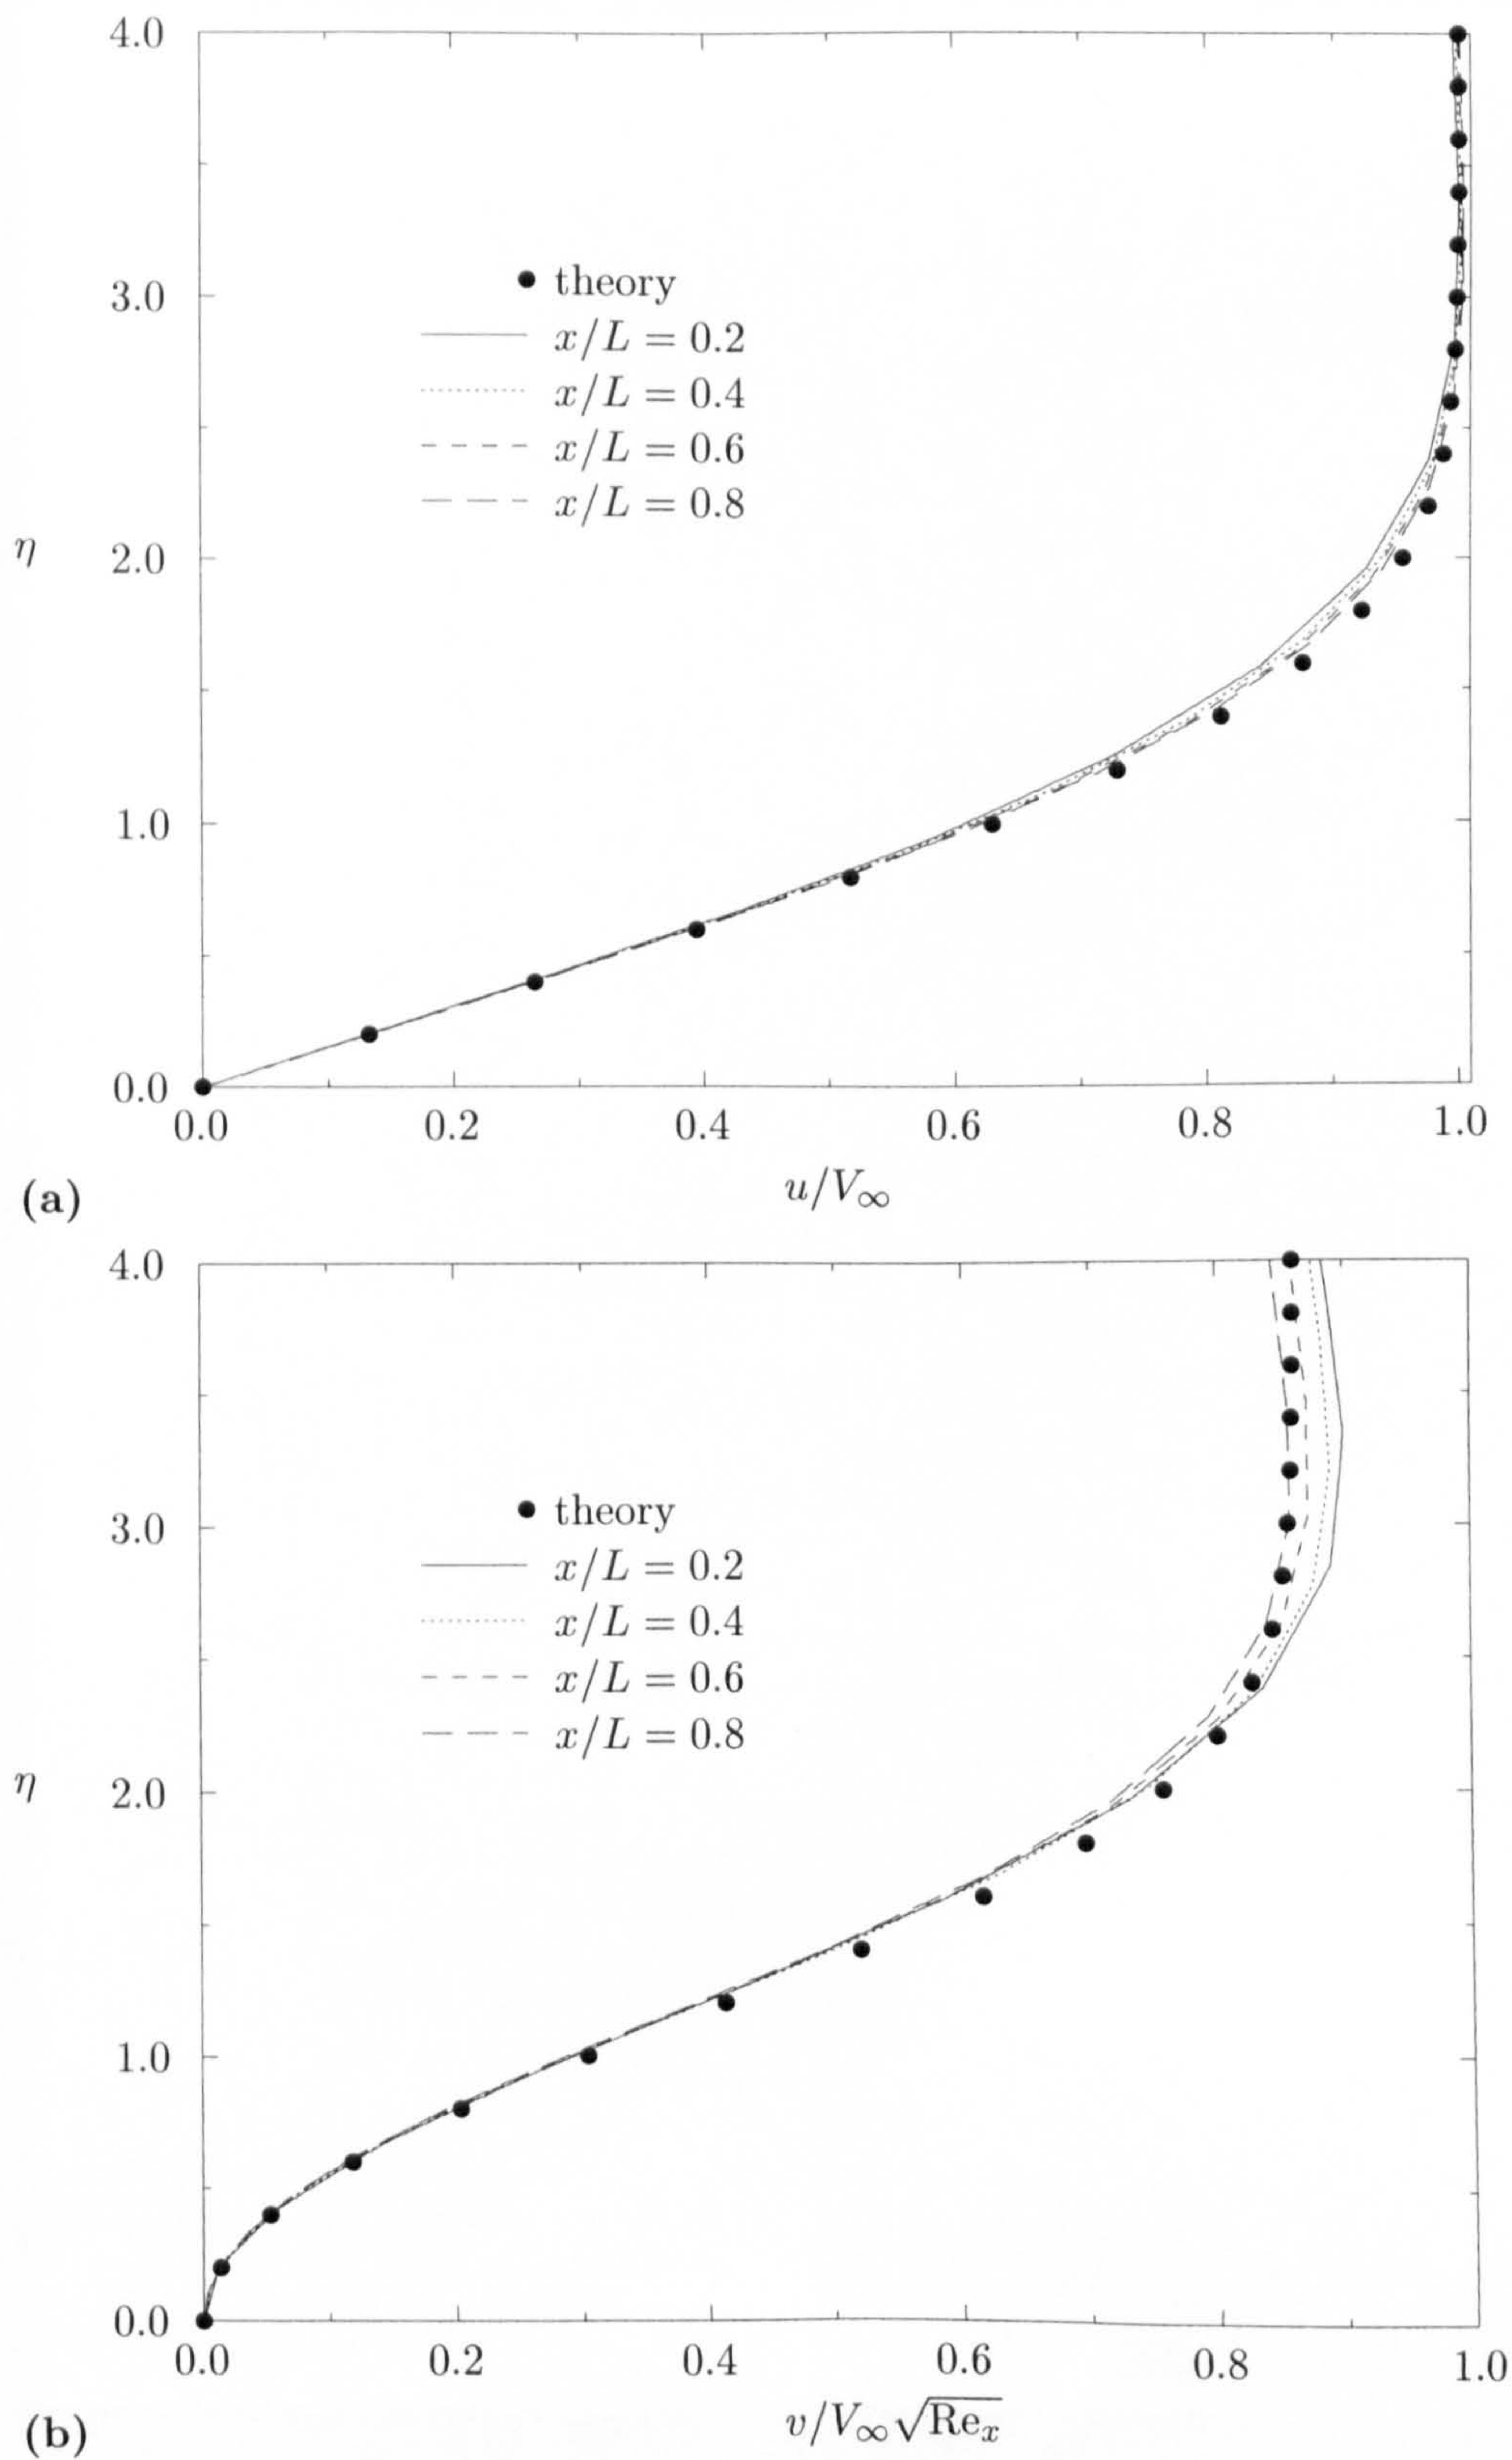 4.0
3.0
2.0
1.0
0.0
η
● theory
x/L = 0.2
x/L = 0.4
x/L = 0.6
x/L = 0.8
0.0 0.2 0.4 0.6 0.8 1.0
u/V∞
(a)
4.0
3.0
2.0
1.0
0.0
η
● theory
x/L = 0.2
x/L = 0.4
x/L = 0.6
x/L = 0.8
0.0 0.2 0.4 0.6 0.8 1.0
v/V∞√Reₓ
(b)